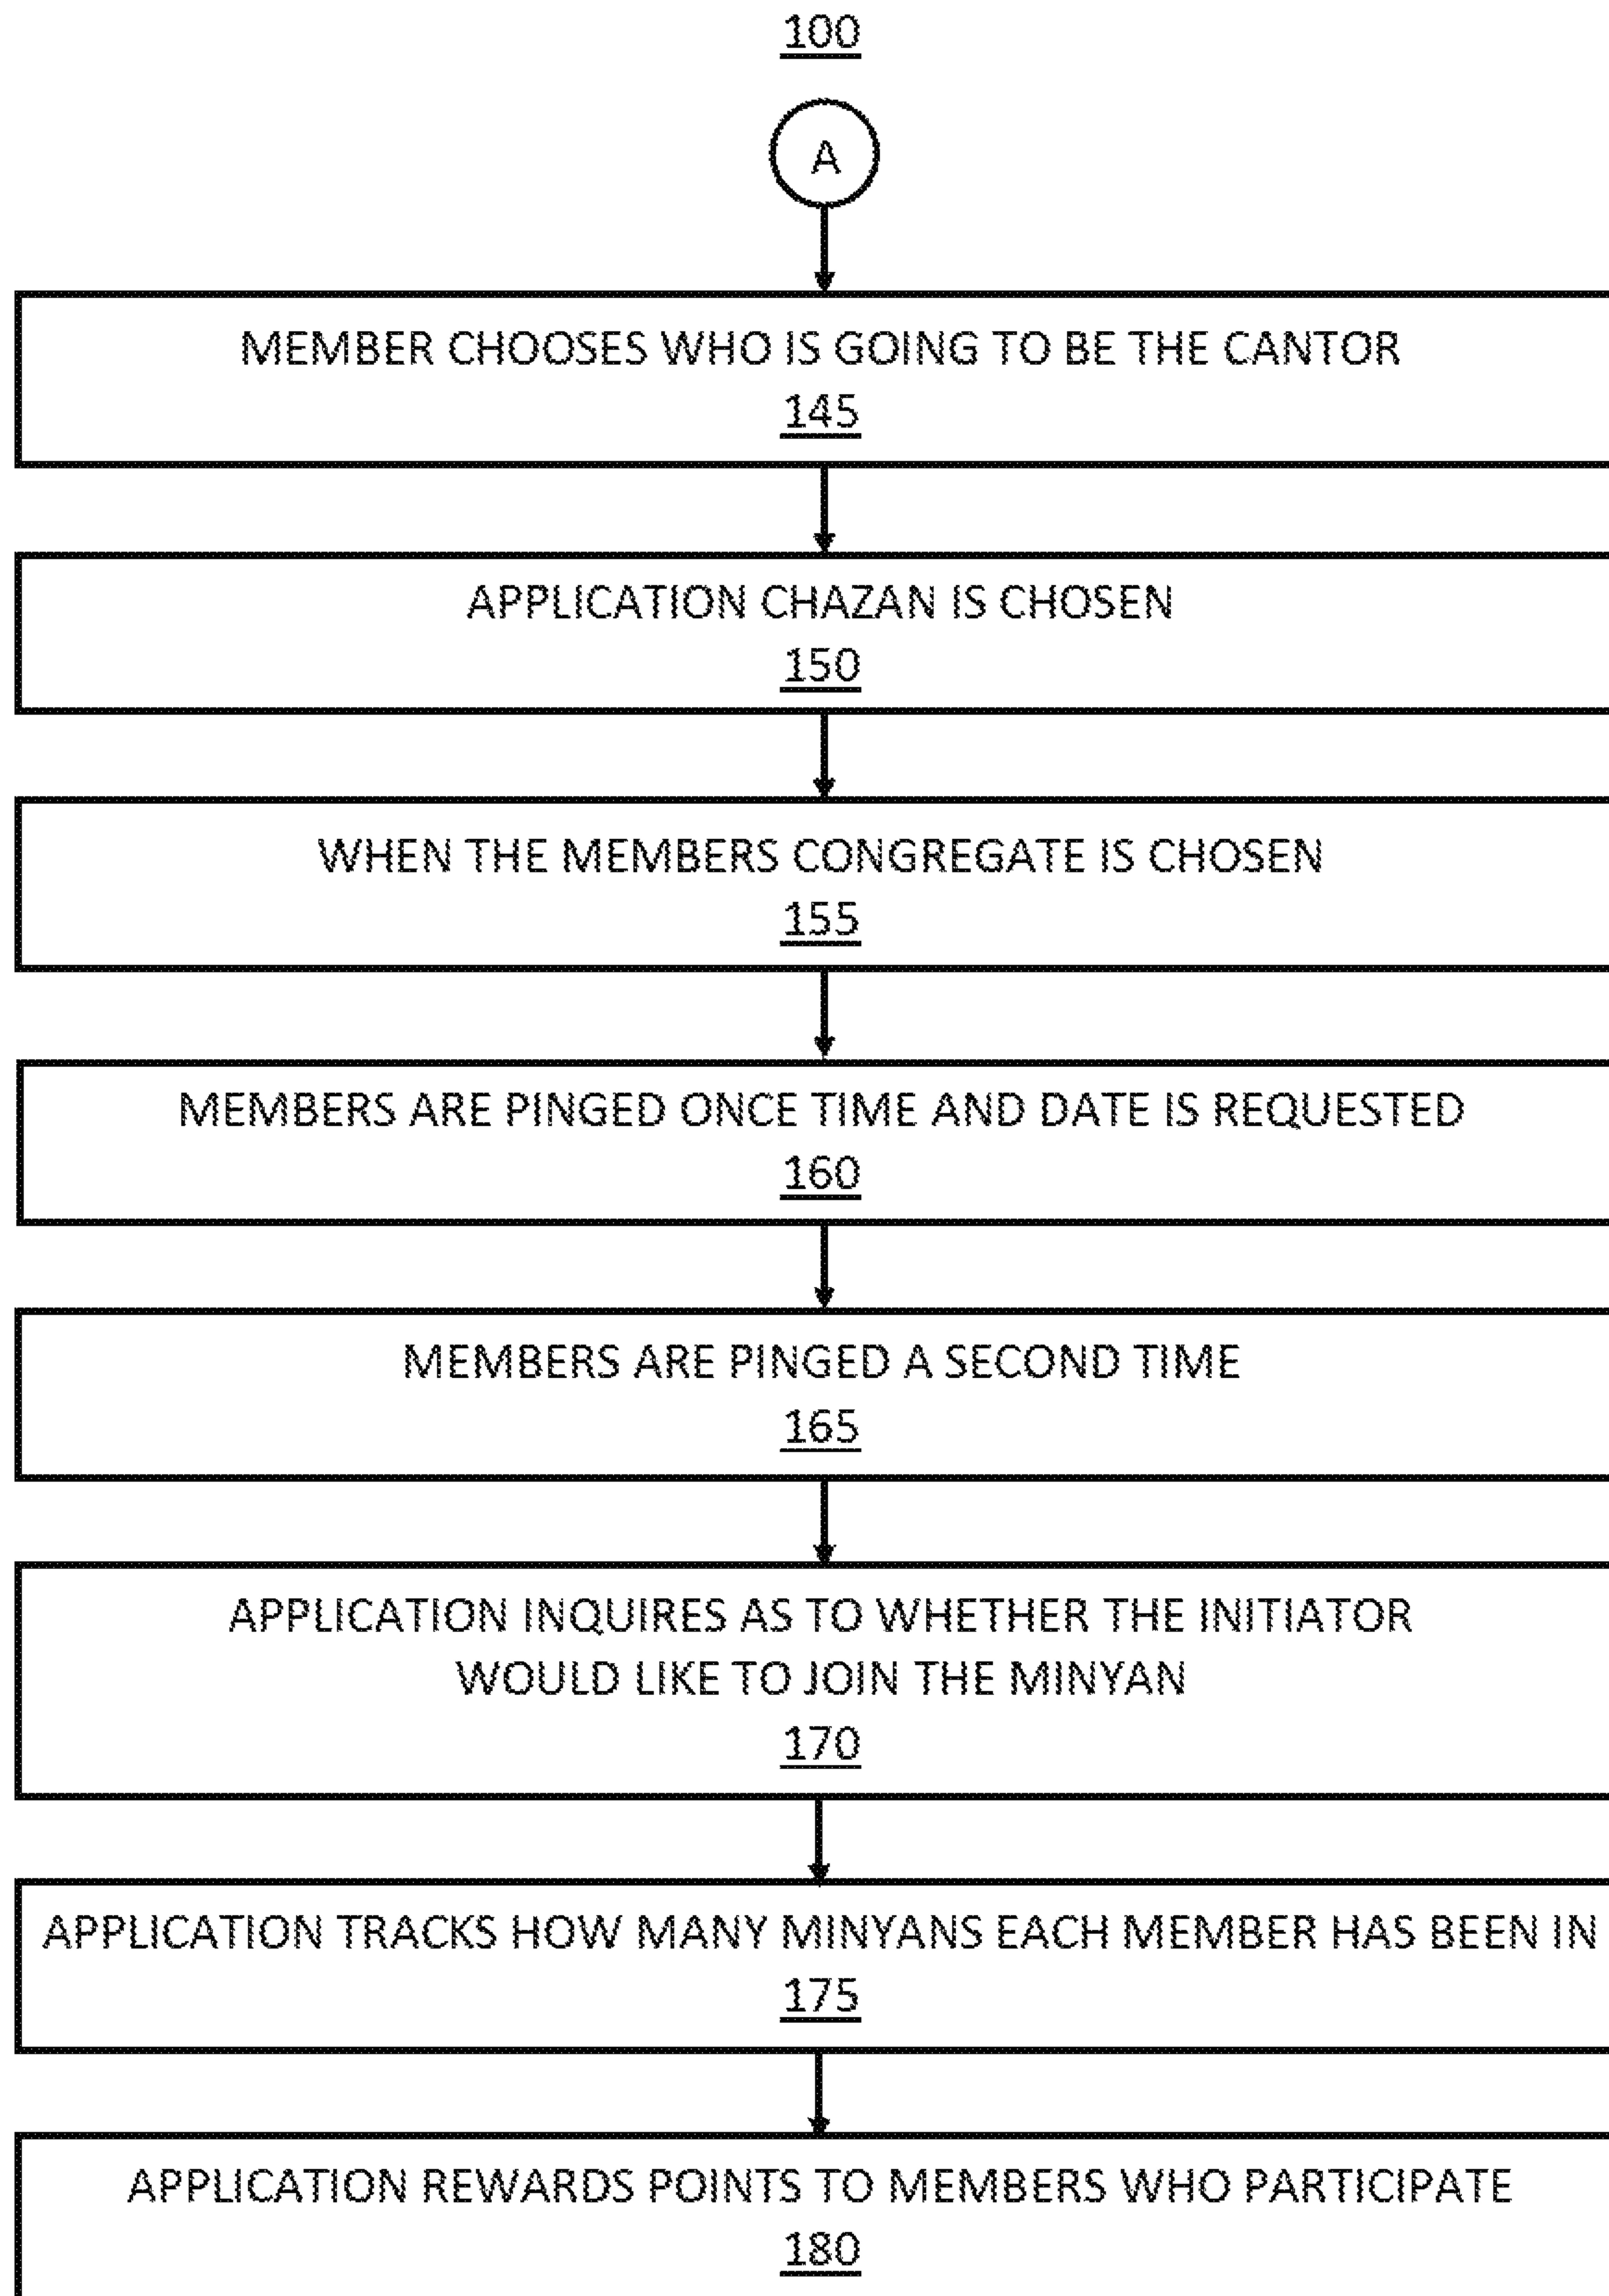 100
A
MEMBER CHOOSES WHO IS GOING TO BE THE CANTOR
145
APPLICATION CHAZAN IS CHOSEN
150
WHEN THE MEMBERS CONGREGATE IS CHOSEN
155
MEMBERS ARE PINGED ONCE TIME AND DATE IS REQUESTED
160
MEMBERS ARE PINGED A SECOND TIME
165
APPLICATION INQUIRES AS TO WHETHER THE INITIATOR
WOULD LIKE TO JOIN THE MINYAN
170
APPLICATION TRACKS HOW MANY MINYANS EACH MEMBER HAS BEEN IN
175
APPLICATION REWARDS POINTS TO MEMBERS WHO PARTICIPATE
180